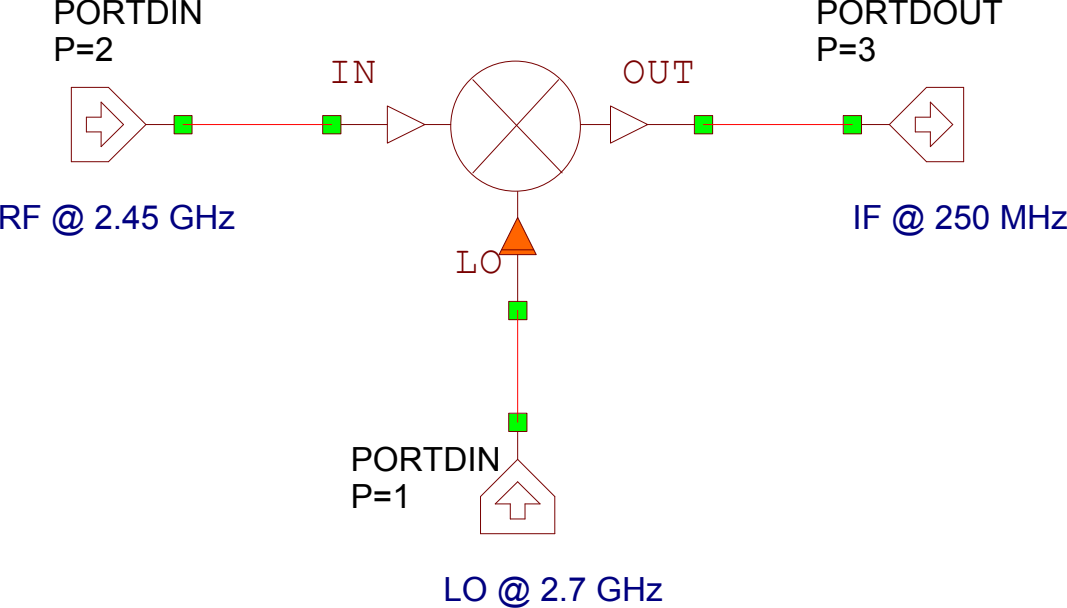 PORTDIN
P=2
PORTDOUT
P=3
IN
OUT
RF @ 2.45 GHz
IF @ 250 MHz
LO
PORTDIN
P=1
LO @ 2.7 GHz